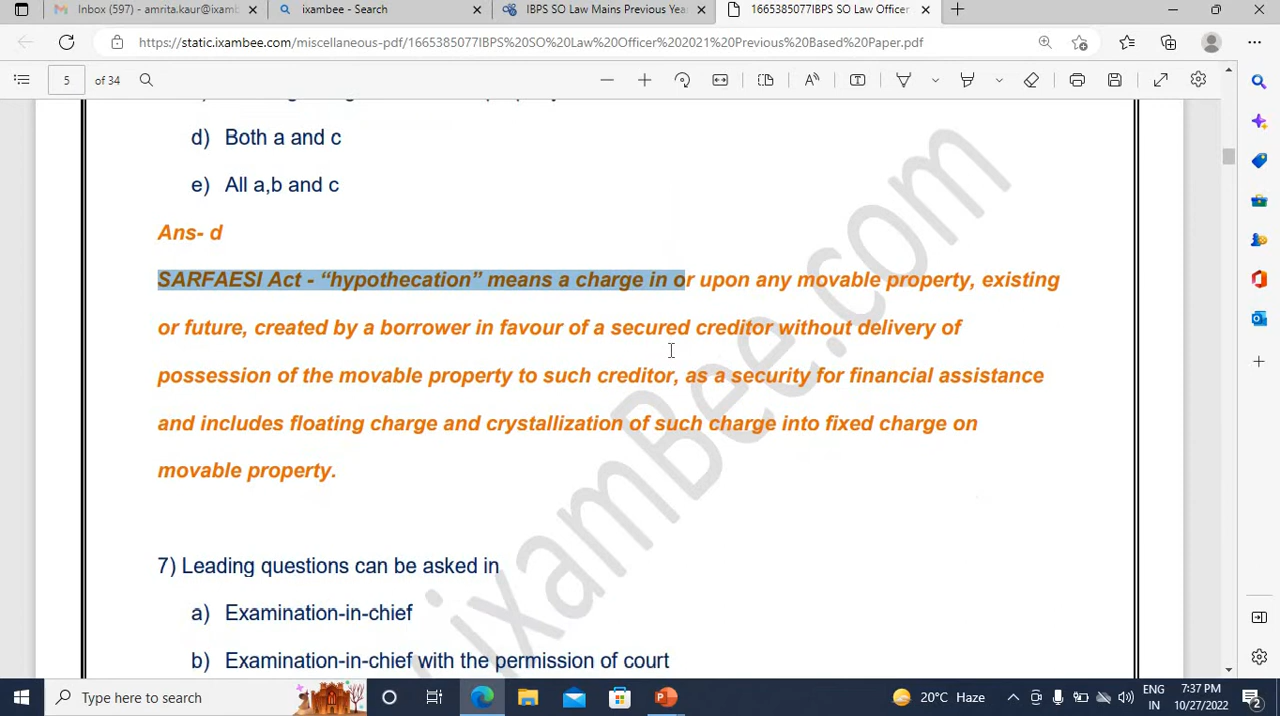 Inbox (597) - amrita.kaur@ixamb
ixambee - Search
IBPS SO Law Mains Previous Yea
1665385077IBPS SO Law Officer
https://static.ixambee.com/miscellaneous-pdf/1665385077IBPS%20SO%20Law%20Officer%202021%20Previous%20Based%20Paper.pdf
5 of 34
d) Both a and c
e) All a,b and c
Ans- d
SARFAESI Act - “hypothecation” means a charge in or upon any movable property, existing
or future, created by a borrower in favour of a secured creditor without delivery of
possession of the movable property to such creditor, as a security for financial assistance
and includes floating charge and crystallization of such charge into fixed charge on
movable property.
7) Leading questions can be asked in
a) Examination-in-chief
b) Examination-in-chief with the permission of court
ixamBee.com
Type here to search
20°C Haze
ENG
IN
7:37 PM
10/27/2022
2